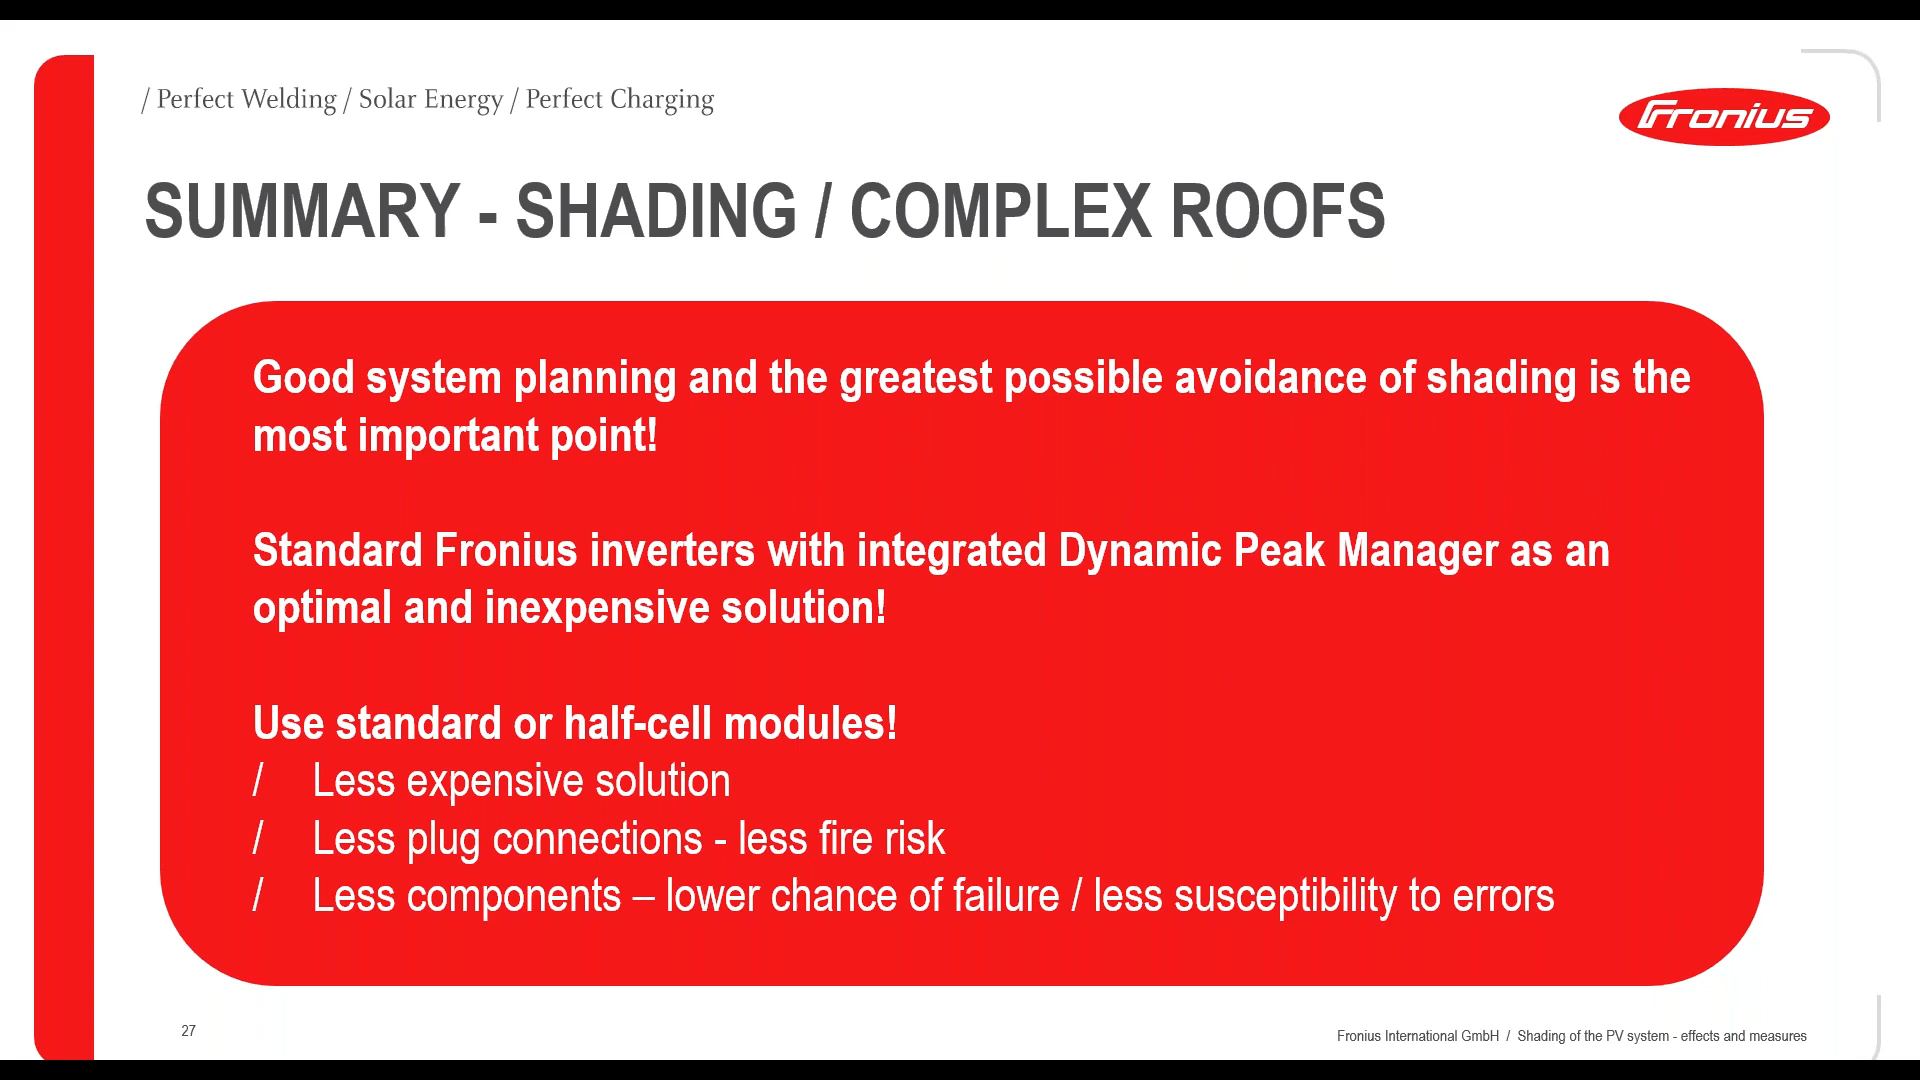 / Perfect Welding / Solar Energy / Perfect Charging
Fronius
SUMMARY - SHADING / COMPLEX ROOFS
Good system planning and the greatest possible avoidance of shading is the
most important point!
Standard Fronius inverters with integrated Dynamic Peak Manager as an
optimal and inexpensive solution!
Use standard or half-cell modules!
/ Less expensive solution
/ Less plug connections - less fire risk
/ Less components – lower chance of failure / less susceptibility to errors
27
Fronius International GmbH / Shading of the PV system - effects and measures